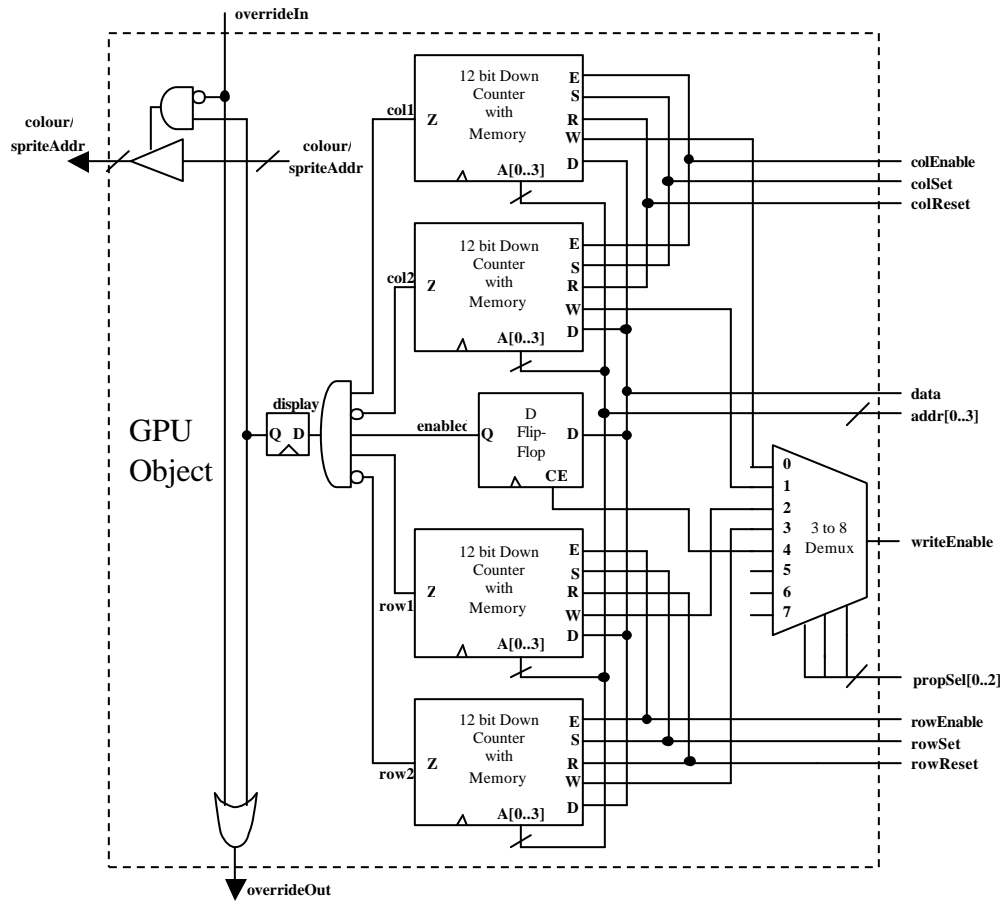 overrideIn
colour/
spriteAddr
colour/
spriteAddr
GPU
Object
display
Q D
col1
12 bit Down
Counter
with
Memory
Z
E
S
R
W
D
A[0..3]
col2
12 bit Down
Counter
with
Memory
Z
E
S
R
W
D
A[0..3]
enabled
D
Flip-
Flop
Q
D
CE
row1
12 bit Down
Counter
with
Memory
Z
E
S
R
W
D
A[0..3]
row2
12 bit Down
Counter
with
Memory
Z
E
S
R
W
D
A[0..3]
colEnable
colSet
colReset
data
addr[0..3]
0
1
2
3
4
5
6
7
3 to 8
Demux
writeEnable
propSel[0..2]
rowEnable
rowSet
rowReset
overrideOut